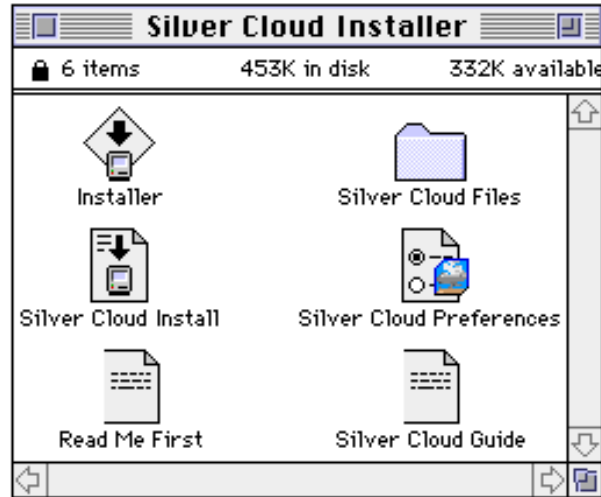 Silver Cloud Installer
6 items 453K in disk 332K available
Installer Silver Cloud Files
Silver Cloud Install Silver Cloud Preferences
Read Me First Silver Cloud Guide